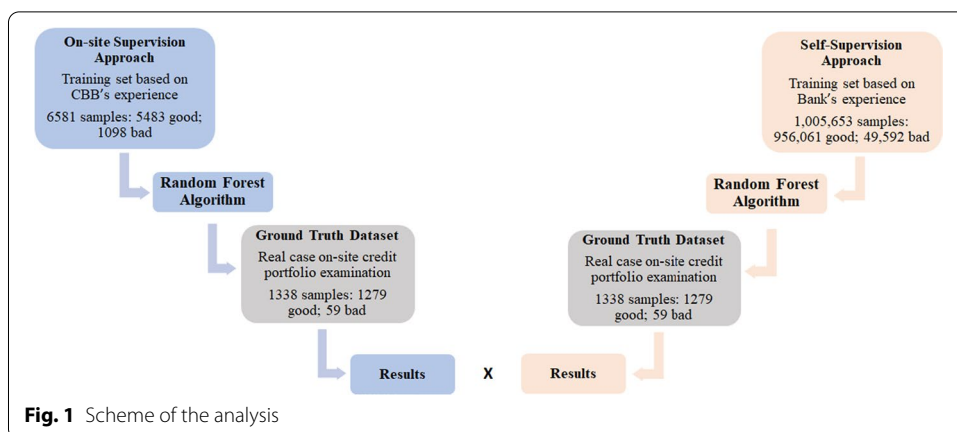 On-site Supervision
Approach
Training set based on
CBB's experience
6581 samples: 5483 good;
1098 bad
Self-Supervision
Approach
Training set based on
Bank's experience
1,005,653 samples:
956,061 good; 49,592 bad
Random Forest
Algorithm
Random Forest
Algorithm
Ground Truth Dataset
Real case on-site credit
portfolio examination
1338 samples: 1279
good; 59 bad
Ground Truth Dataset
Real case on-site credit
portfolio examination
1338 samples: 1279
good; 59 bad
Results
X
Results
Fig. 1 Scheme of the analysis